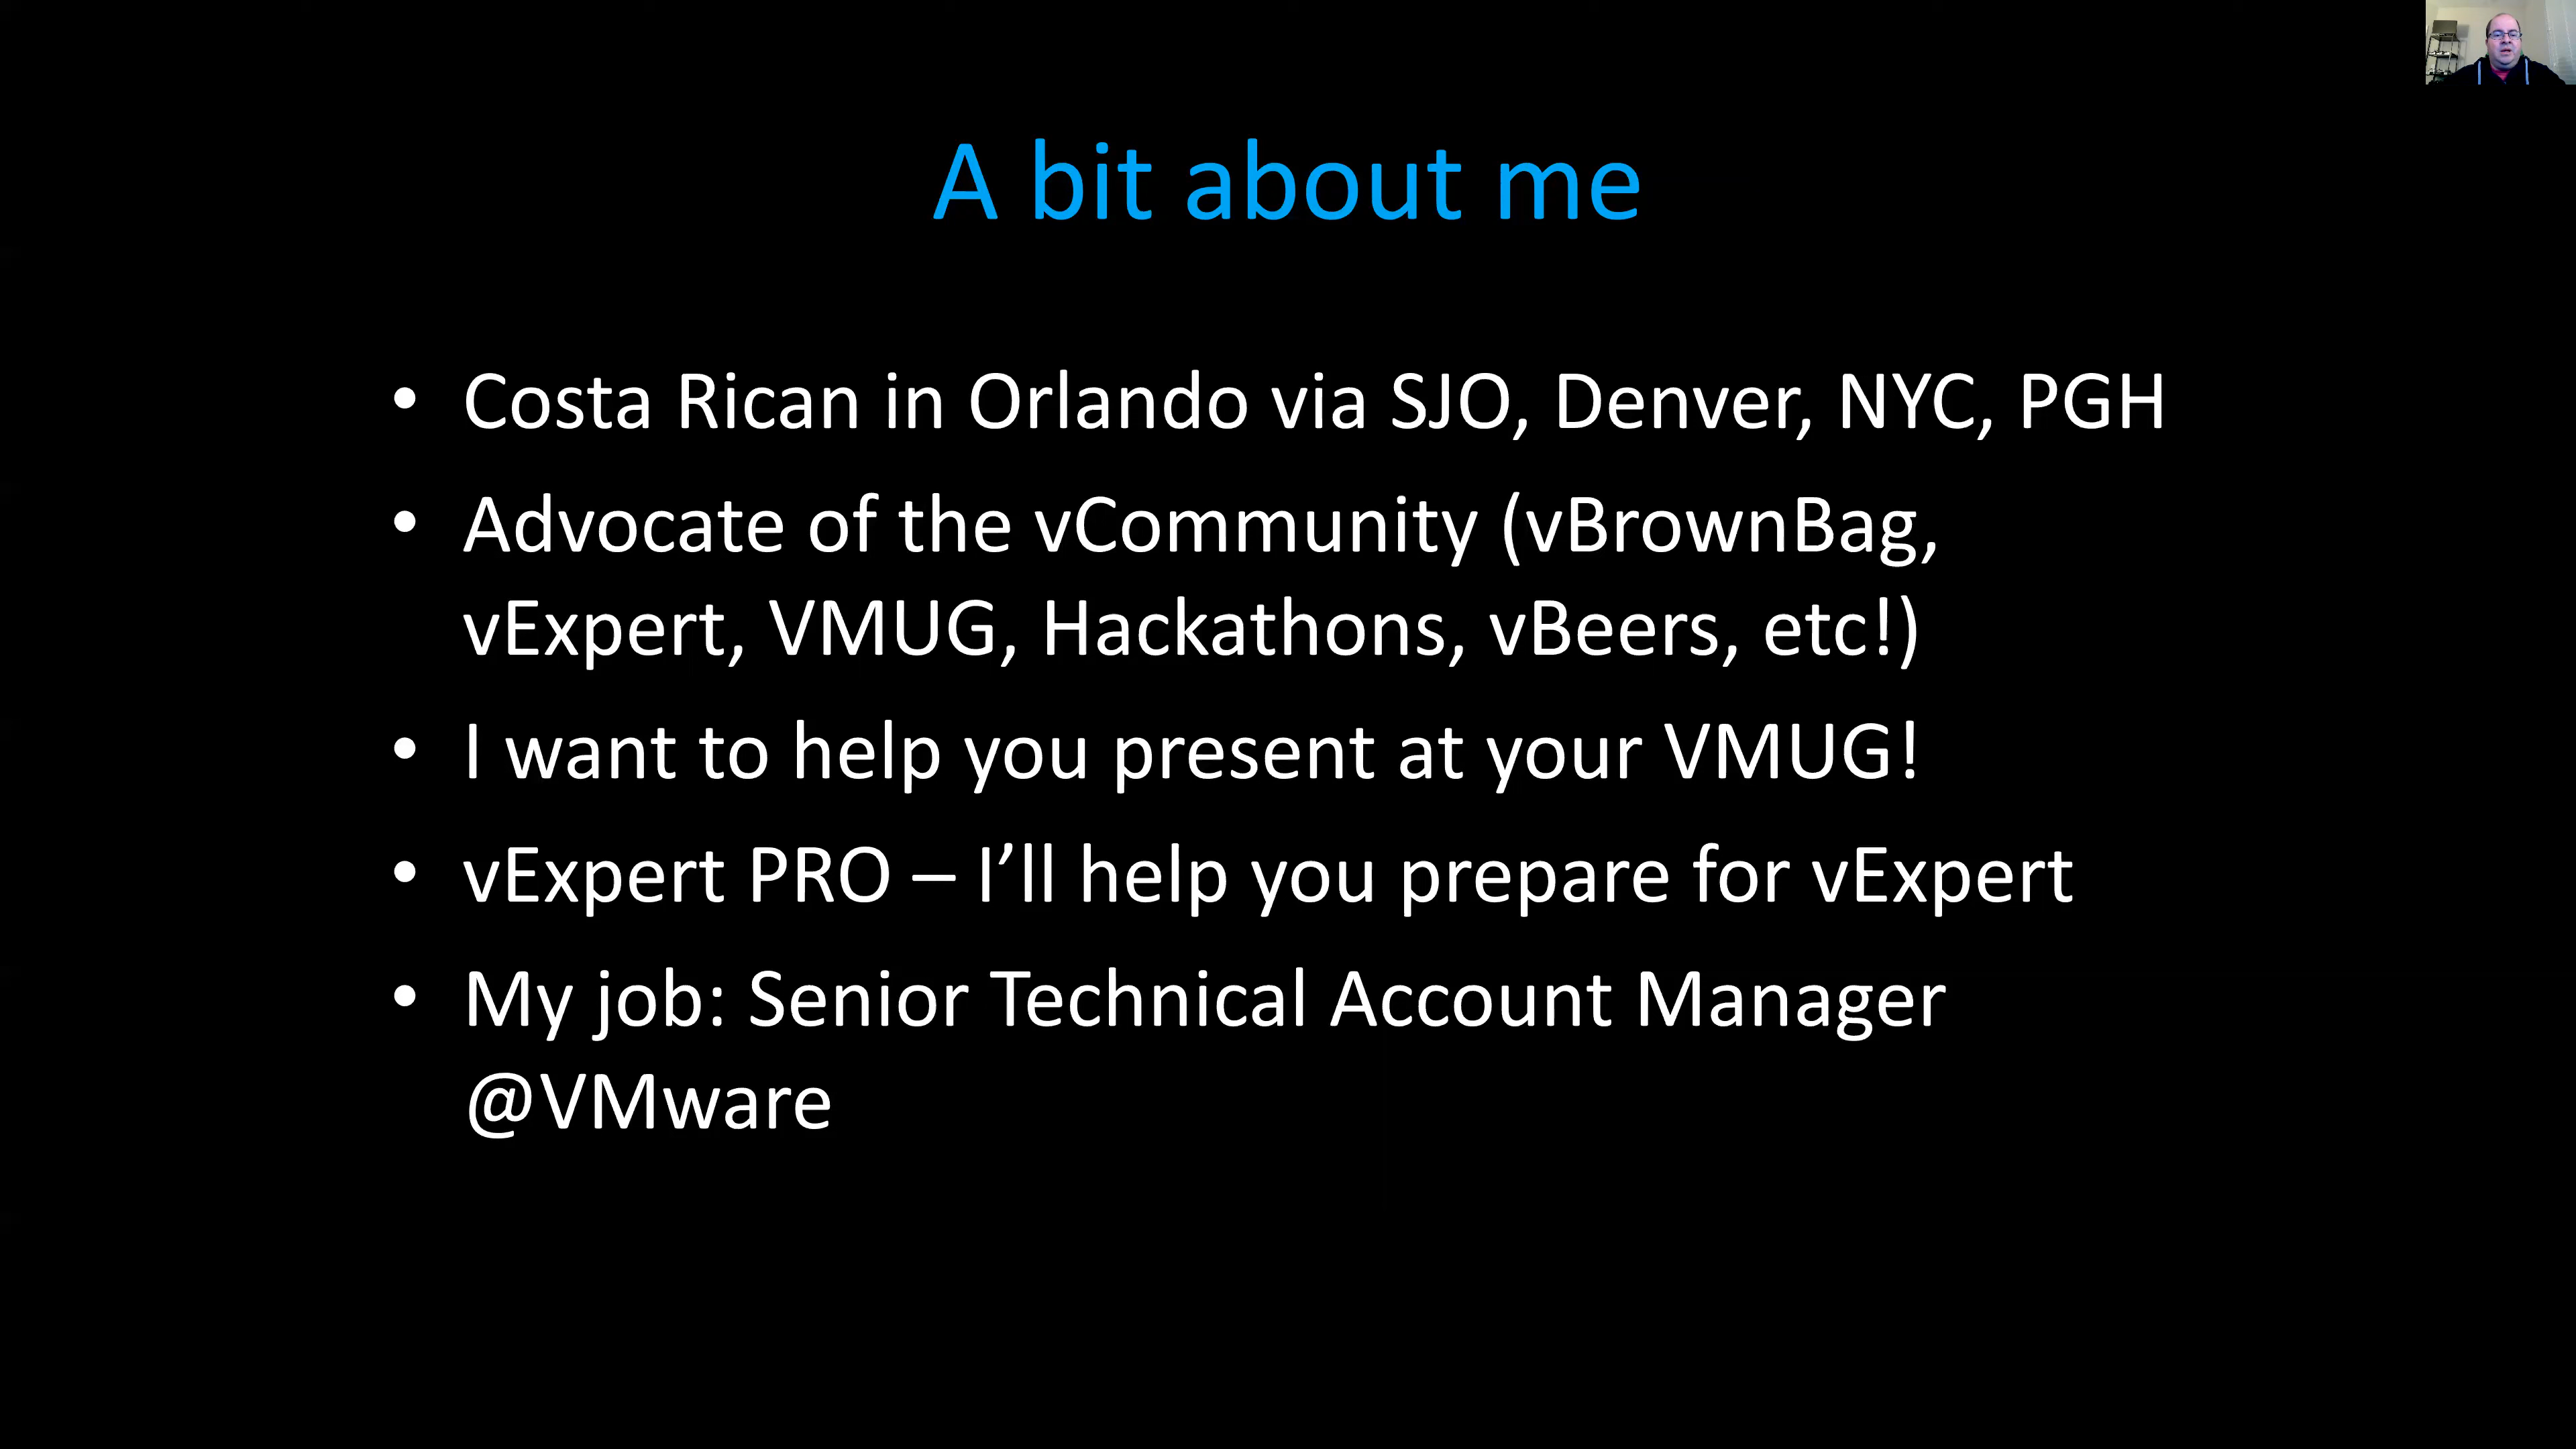 A bit about me
• Costa Rican in Orlando via SJO, Denver, NYC, PGH
• Advocate of the vCommunity (vBrownBag,
vExpert, VMUG, Hackathons, vBeers, etc!)
• I want to help you present at your VMUG!
• vExpert PRO – I’ll help you prepare for vExpert
• My job: Senior Technical Account Manager
@VMware